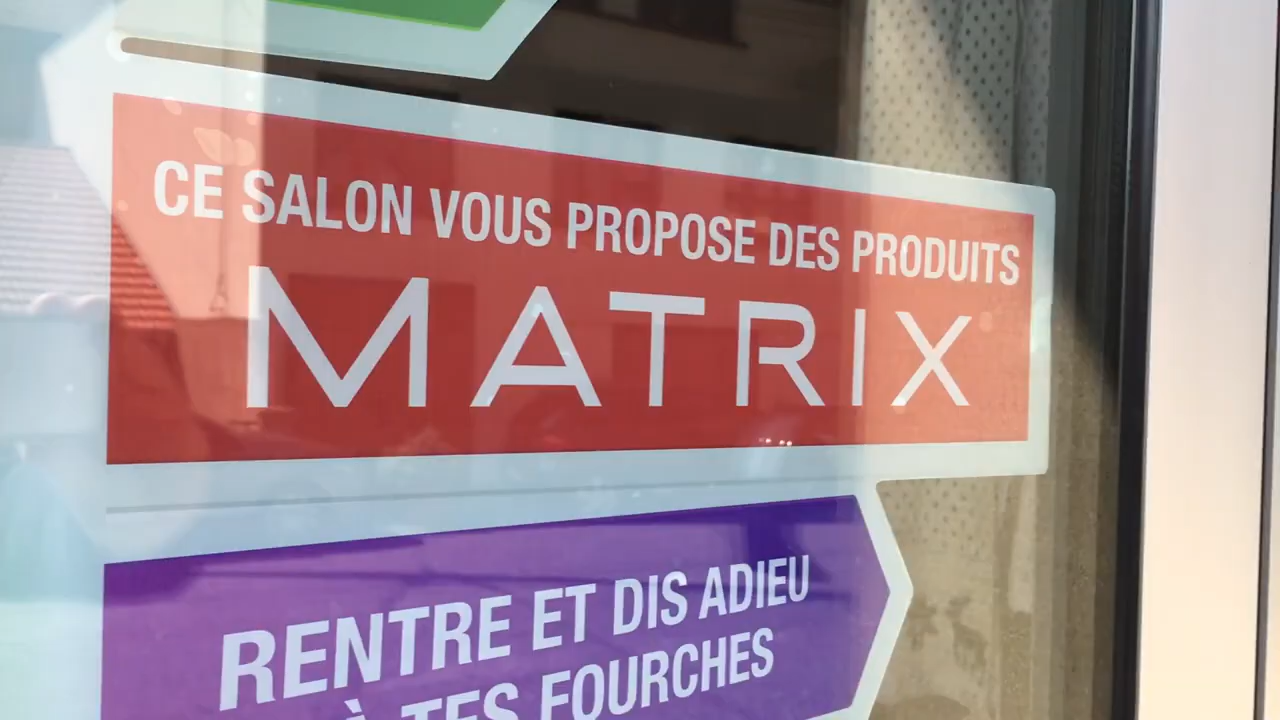 CE SALON VOUS PROPOSE DES PRODUITS
MATRIX
RENTRE ET DIS ADIEU
À TES FOURCHES